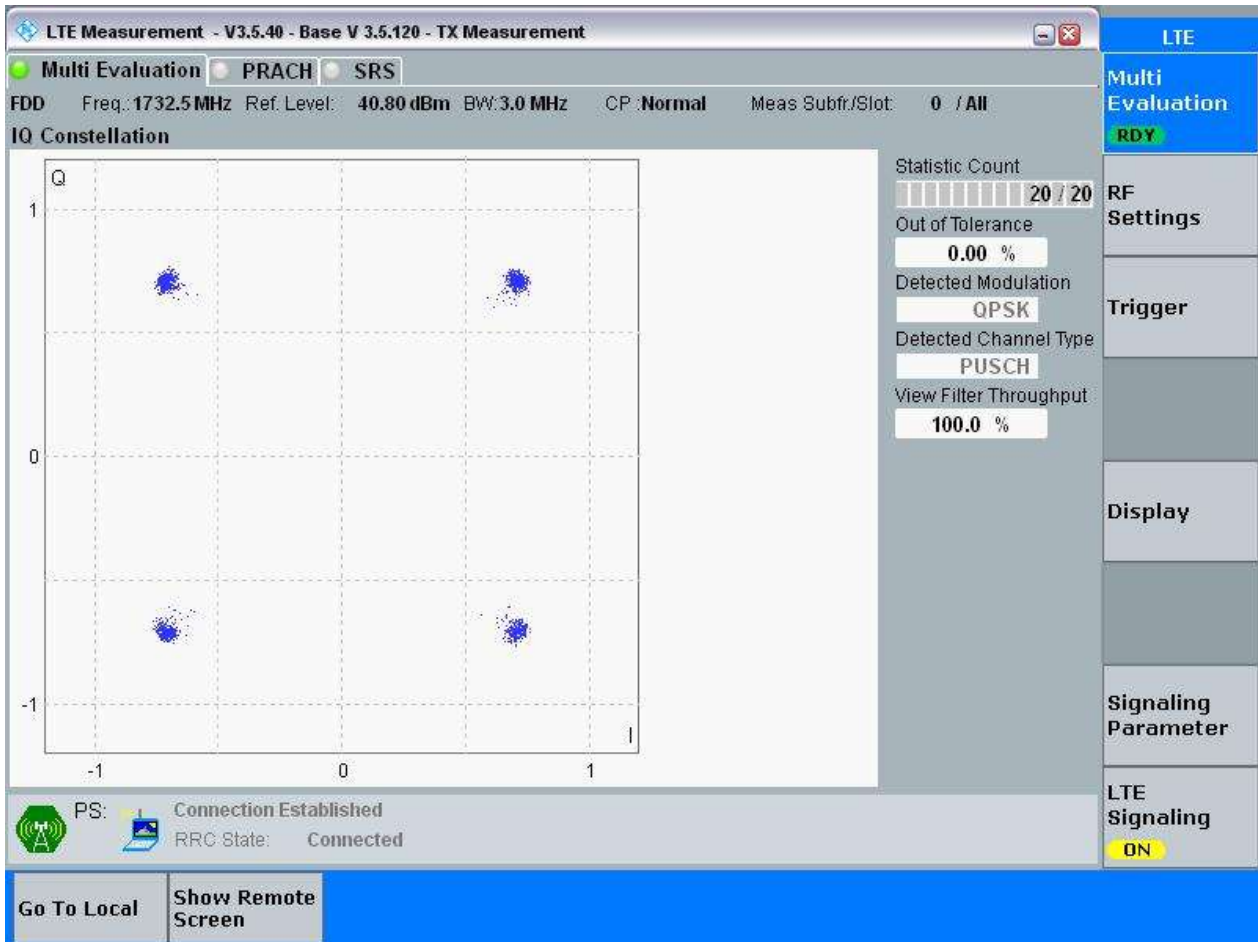 LTE Measurement - V3.5.40 - Base V 3.5.120 - TX Measurement
Multi Evaluation PRACH SRS
FDD Freq.: 1732.5 MHz Ref. Level: 40.80 dBm BW: 3.0 MHz CP : Normal Meas Subfr./Slot: 0 / All
IQ Constellation
Q
1
0
-1
I
-1 0 1
Statistic Count
20 / 20
Out of Tolerance
0.00 %
Detected Modulation
QPSK
Detected Channel Type
PUSCH
View Filter Throughput
100.0 %
PS: Connection Established
RRC State: Connected
LTE
Multi
Evaluation
RDY
RF
Settings
Trigger
Display
Signaling
Parameter
LTE
Signaling
ON
Go To Local
Show Remote
Screen